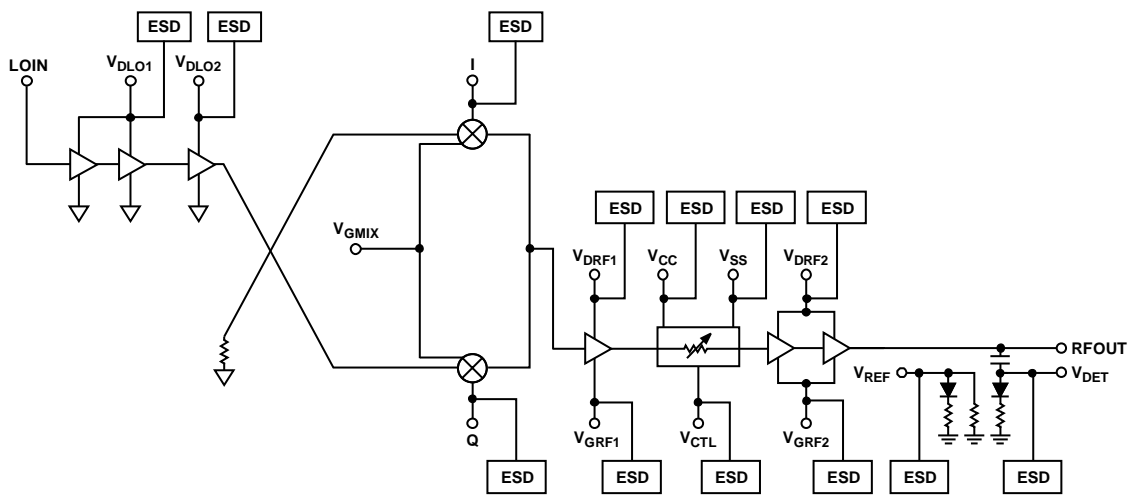 ESD
ESD
ESD
LOIN
VDLO1
VDLO2
I
VGMIX
ESD
ESD
ESD
ESD
VDRF1
VCC
VSS
VDRF2
RFOUT
VREF
VDET
Q
VGRF1
VCTL
VGRF2
ESD
ESD
ESD
ESD
ESD
ESD